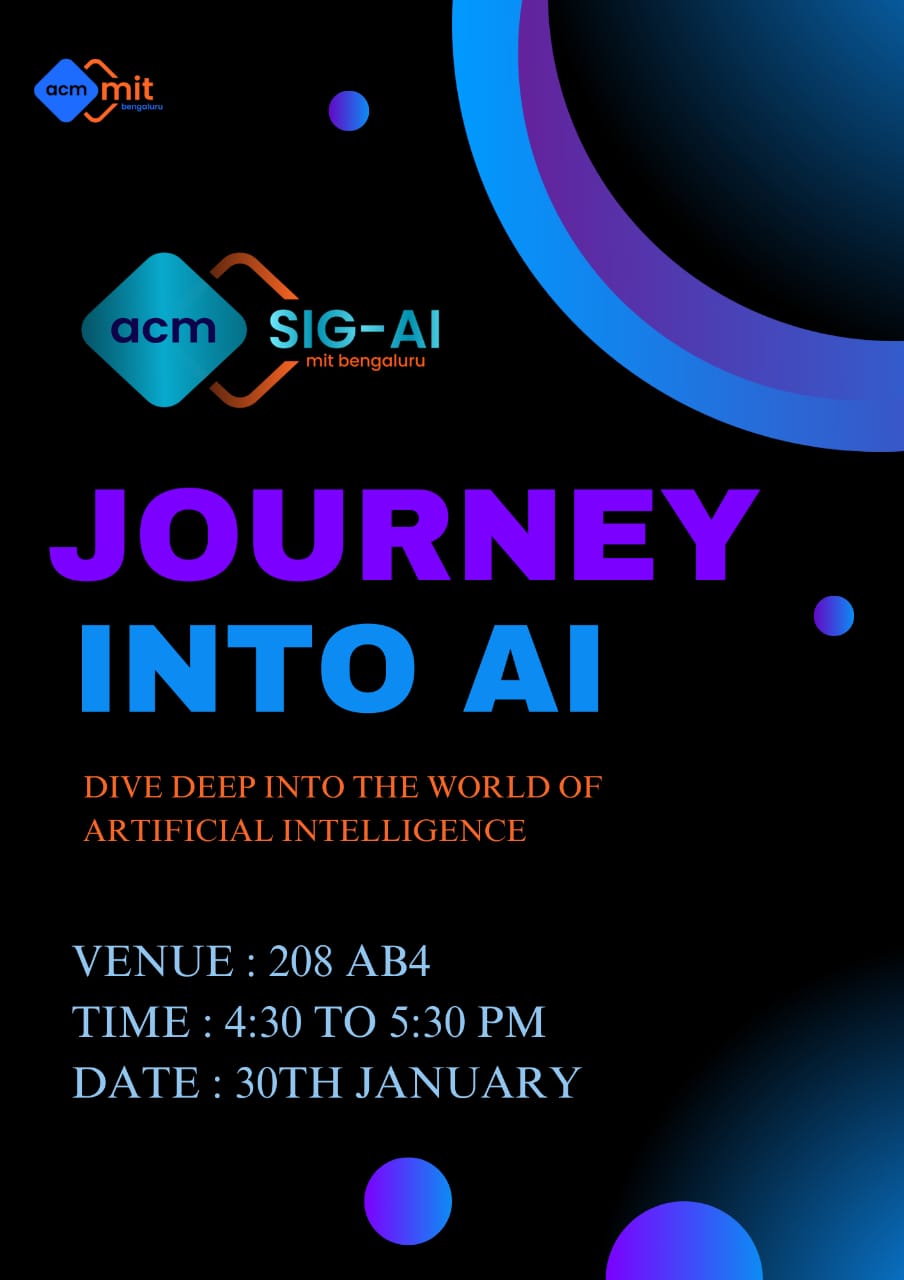 acm mit
bengaluru
acm SIG-AI
mit bengaluru
JOURNEY
INTO AI
DIVE DEEP INTO THE WORLD OF
ARTIFICIAL INTELLIGENCE
VENUE : 208 AB4
TIME : 4:30 TO 5:30 PM
DATE : 30TH JANUARY